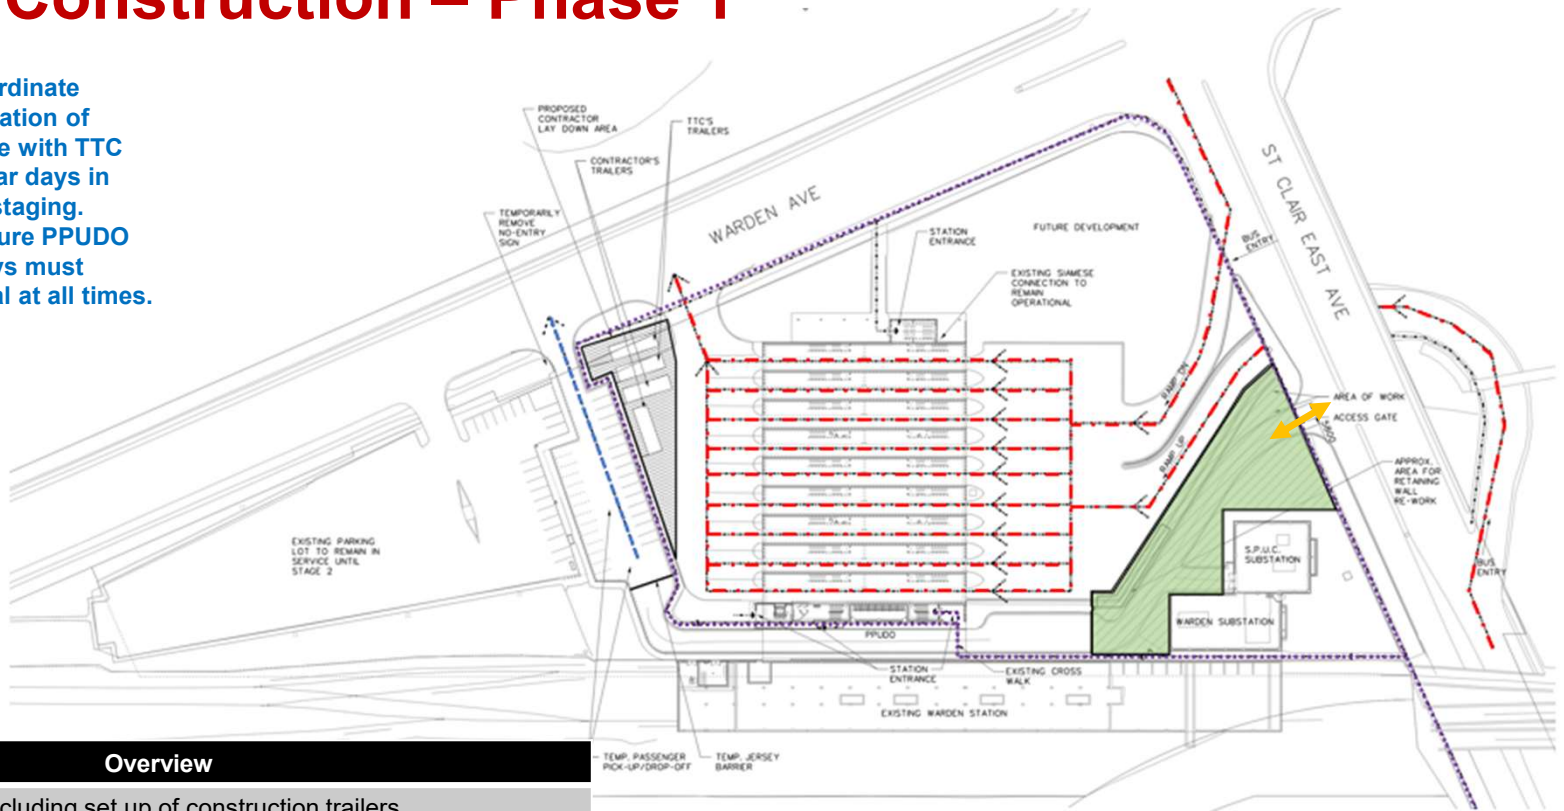 Construction – Phase 1
rdinate
ation of
e with TTC
ar days in
staging.
ure PPUDO
ys must
al at all times.
PROPOSED
CONTRACTOR
LAY DOWN AREA
TTC'S
TRAILERS
CONTRACTOR'S
TRAILERS
TEMPORARILY
REMOVE
NO-ENTRY
SIGN
WARDEN AVE
STATION
ENTRANCE
FUTURE DEVELOPMENT
EXISTING SIAMESE
CONNECTION TO
REMAIN
OPERATIONAL
BUS
ENTRY
ST CLAIR EAST AVE
RAMP DN
RAMP UP
AREA OF WORK
ACCESS GATE
APPROX.
AREA FOR
RETAINING
WALL
RE-WORK
EXISTING PARKING
LOT TO REMAIN IN
SERVICE UNTIL
STAGE 2
S.P.U.C.
SUBSTATION
BUS
ENTRY
WARDEN SUBSTATION
PPUDO
STATION
ENTRANCE
EXISTING CROSS
WALK
EXISTING WARDEN STATION
TEMP. PASSENGER
PICK-UP/DROP-OFF
TEMP. JERSEY
BARRIER
Overview
cluding set up of construction trailers